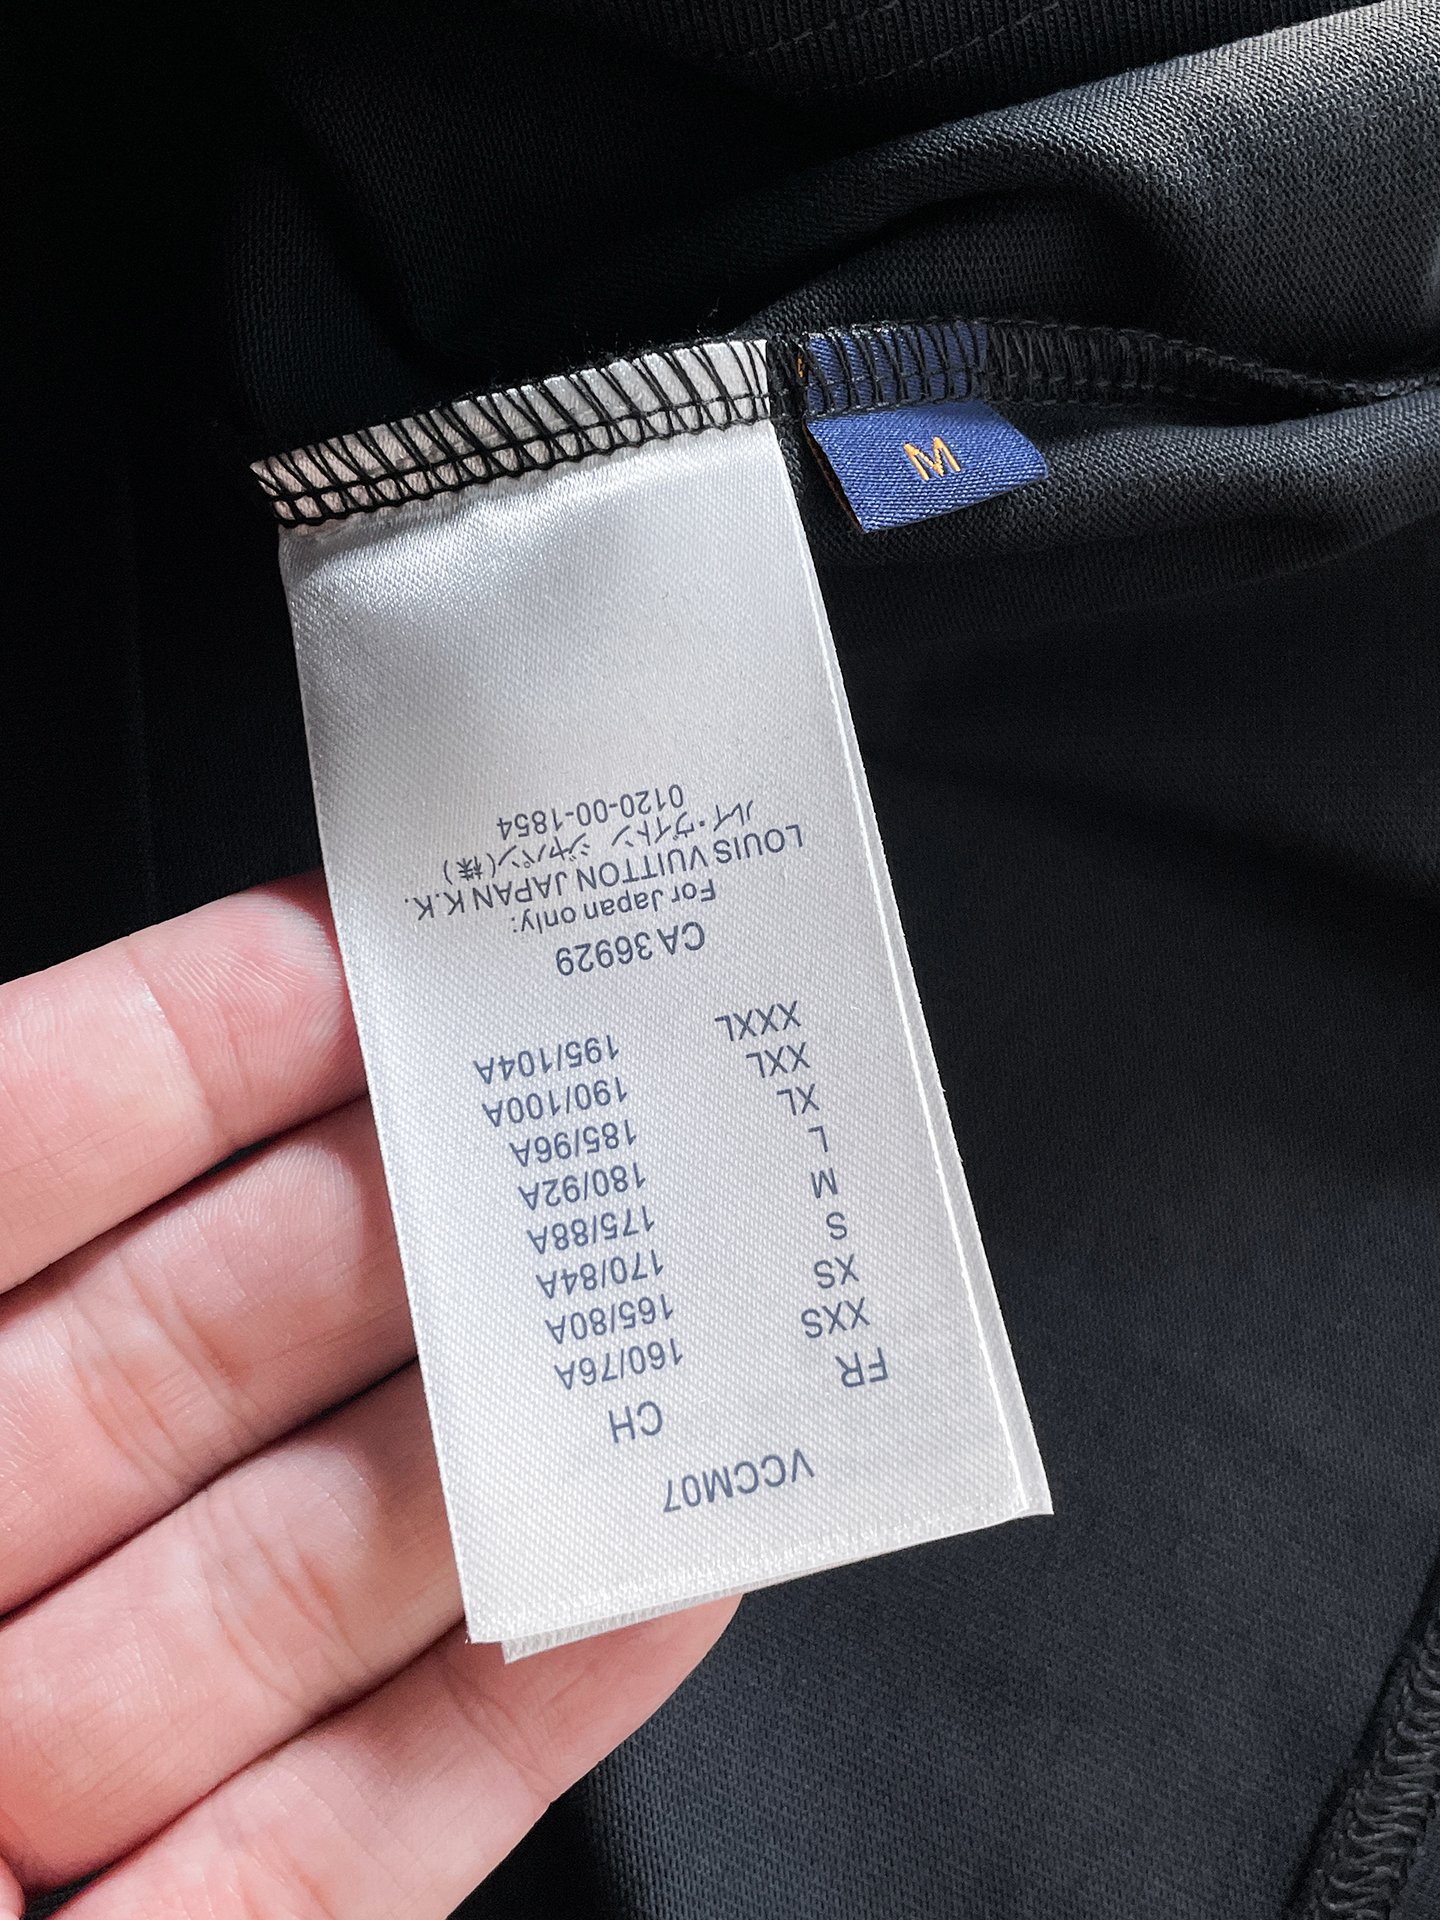 M
VCCM07
FR CH
XXS 160/76A
XS 165/80A
S 170/84A
M 175/88A
L 180/92A
XL 185/96A
XXL 190/100A
XXXL 195/104A
CA 36929
For Japan only:
LOUIS VUITTON JAPAN K.K.
ルイ・ヴィトン ジャパン(株)
0120-00-1854